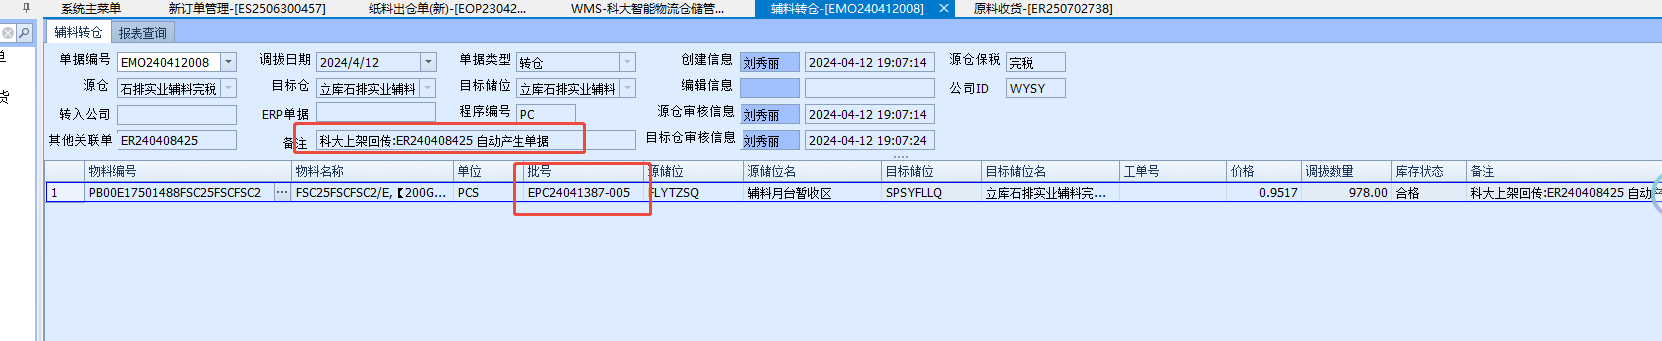 系统主菜单 新订单管理-[ES2506300457] 纸料出仓单(新)-[EOP23042... WMS-科大智能物流仓储管... 辅料转仓-[EMO240412008] 原料收货-[ER250702738]
辅料转仓 报表查询
单
货
单据编号 EMO240412008 调拔日期 2024/4/12 单据类型 转仓 创建信息 刘秀丽 2024-04-12 19:07:14 源仓保税 完税
源仓 石排实业辅料完税 目标仓 立库石排实业辅料 目标储位 立库石排实业辅料 编辑信息 公司ID WYSY
转入公司 ERP单据 程序编号 PC 源仓审核信息 刘秀丽 2024-04-12 19:07:14
其他关联单 ER240408425 备注 科大上架回传:ER240408425 自动产生单据 目标仓审核信息 刘秀丽 2024-04-12 19:07:24
物料编号 物料名称 单位 批号 源储位 源储位名 目标储位 目标储位名 工单号 价格 调拔数量 库存状态 备注
1 PB00E17501488FSC25FSCFSC2 ... FSC25FSCFSC2/E,【200G... PCS EPC24041387-005 FLYTZSQ 辅料月台暂收区 SPSYFLLQ 立库石排实业辅料完... 0.9517 978.00 合格 科大上架回传:ER240408425 自动